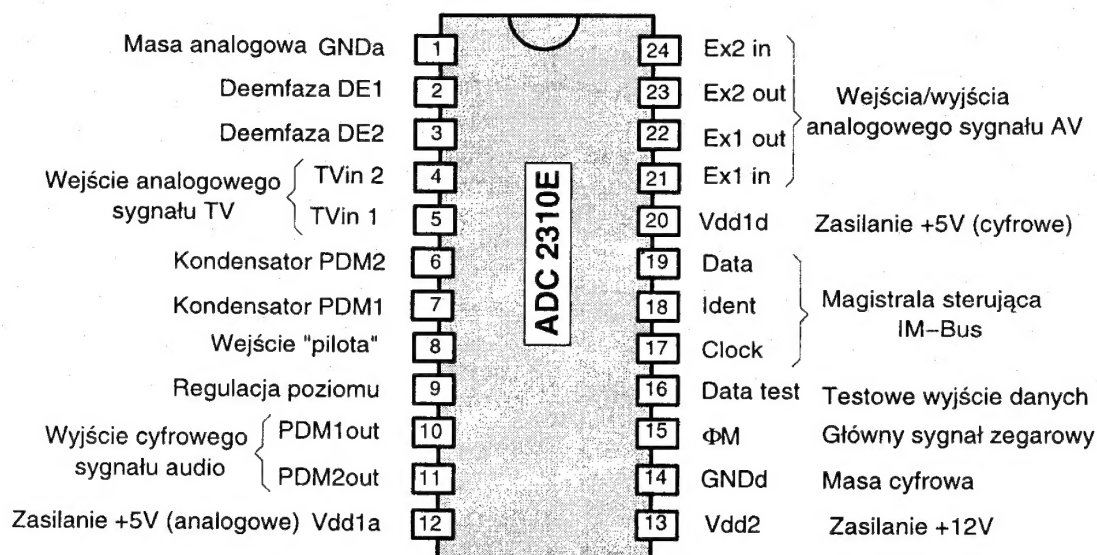 Masa analogowa GNDa 1
Deemfaza DE1 2
Deemfaza DE2 3
Wejście analogowego
sygnału TV
TVin 2 4
TVin 1 5
Kondensator PDM2 6
Kondensator PDM1 7
Wejście "pilota" 8
Regulacja poziomu 9
Wyjście cyfrowego
sygnału audio
PDM1out 10
PDM2out 11
Zasilanie +5V (analogowe) Vdd1a 12
ADC 2310E
24 Ex2 in
23 Ex2 out
22 Ex1 out
21 Ex1 in
Wejścia/wyjścia
analogowego sygnału AV
20 Vdd1d Zasilanie +5V (cyfrowe)
19 Data
18 Ident
17 Clock
Magistrala sterująca
IM–Bus
16 Data test Testowe wyjście danych
15 ΦM Główny sygnał zegarowy
14 GNDd Masa cyfrowa
13 Vdd2 Zasilanie +12V